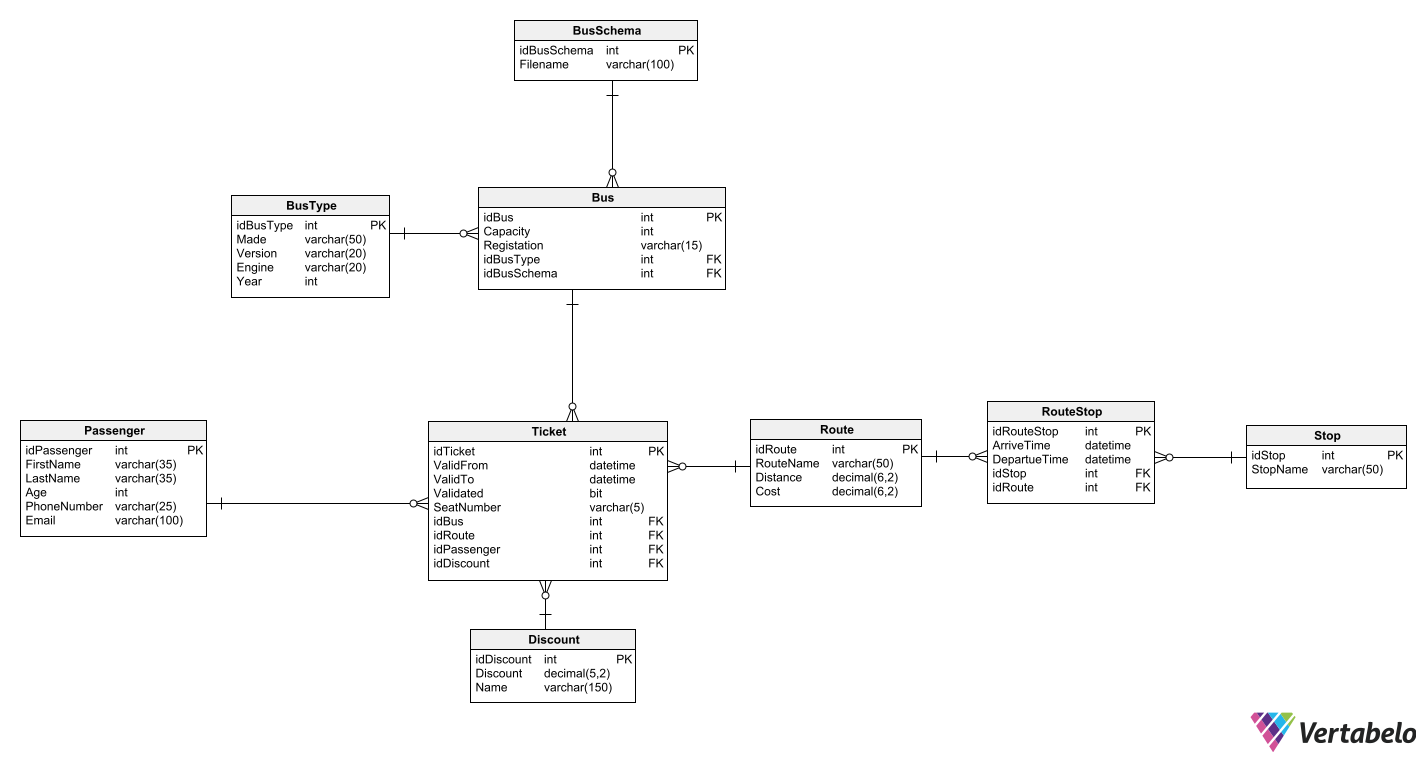 BusSchema
idBusSchema int PK
Filename varchar(100)
BusType
idBusType int PK
Made varchar(50)
Version varchar(20)
Engine varchar(20)
Year int
Bus
idBus int PK
Capacity int
Registation varchar(15)
idBusType int FK
idBusSchema int FK
Passenger
idPassenger int PK
FirstName varchar(35)
LastName varchar(35)
Age int
PhoneNumber varchar(25)
Email varchar(100)
Ticket
idTicket int PK
ValidFrom datetime
ValidTo datetime
Validated bit
SeatNumber varchar(5)
idBus int FK
idRoute int FK
idPassenger int FK
idDiscount int FK
Route
idRoute int PK
RouteName varchar(50)
Distance decimal(6,2)
Cost decimal(6,2)
RouteStop
idRouteStop int PK
ArriveTime datetime
DepartueTime datetime
idStop int FK
idRoute int FK
Stop
idStop int PK
StopName varchar(50)
Discount
idDiscount int PK
Discount decimal(5,2)
Name varchar(150)
Vertabelo